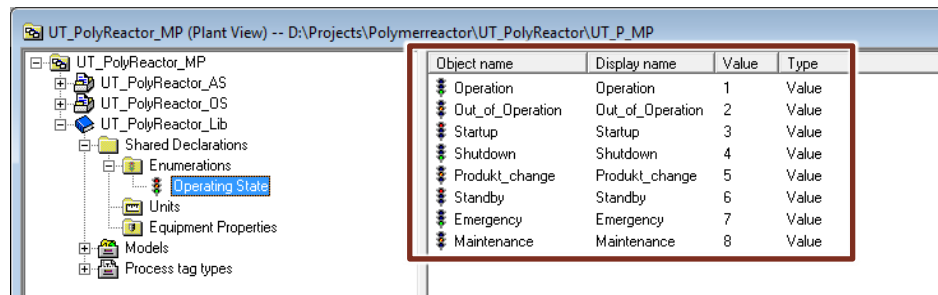 UT_PolyReactor_MP (Plant View) -- D:\Projects\Polymerreactor\UT_PolyReactor\UT_P_MP
UT_PolyReactor_MP
UT_PolyReactor_AS
UT_PolyReactor_OS
UT_PolyReactor_Lib
Shared Declarations
Enumerations
Operating State
Units
Equipment Properties
Models
Process tag types
Object name Display name Value Type
Operation Operation 1 Value
Out_of_Operation Out_of_Operation 2 Value
Startup Startup 3 Value
Shutdown Shutdown 4 Value
Produkt_change Produkt_change 5 Value
Standby Standby 6 Value
Emergency Emergency 7 Value
Maintenance Maintenance 8 Value